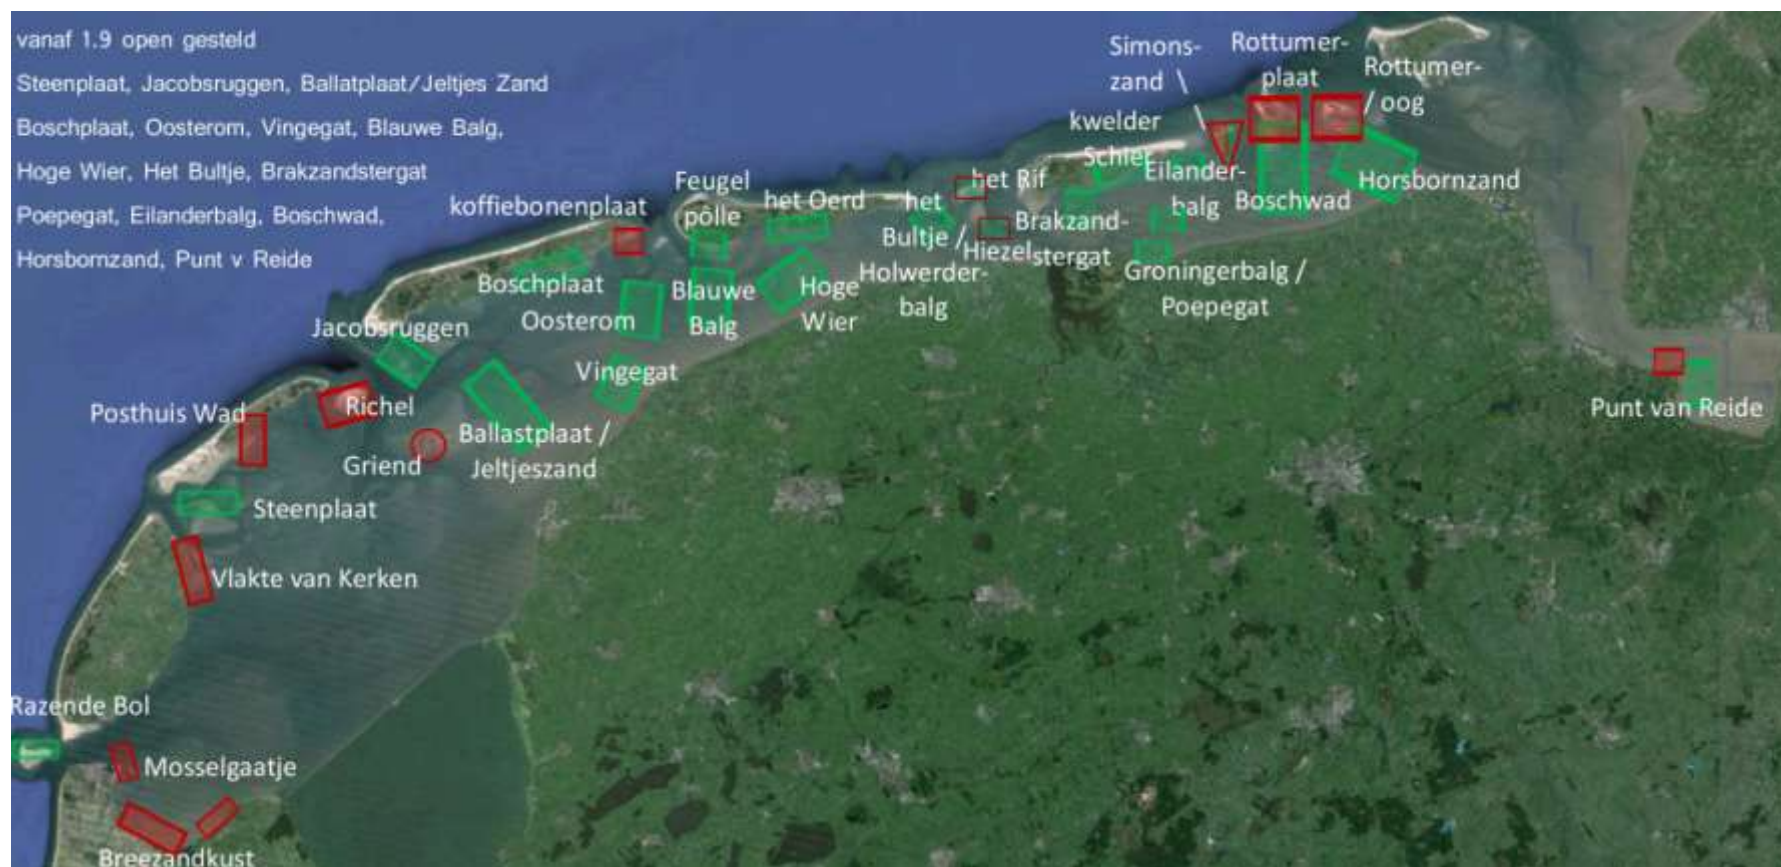 vanaf 1.9 open gesteld
Steenplaat, Jacobsruggen, Ballatplaat/Jeltjes Zand
Boschplaat, Oosterom, Vingegat, Blauwe Balg,
Hoge Wier, Het Bultje, Brakzandstergat
Poepegat, Eilanderbalg, Boschwad,
Horsbornzand, Punt v Reide
Simons-
zand \
Rottumer-
plaat
Rottumer-
/ oog
kwelder
Schier
Eilander-
balg
Boschwad
Horsbornzand
het Rif
Feugel
pôlle
het Oerd
het
Bultje /
Holwerder-
balg
Brakzand-
stergat
Hiezel
koffiebonenplaat
Boschplaat
Oosterom
Blauwe
Balg
Hoge
Wier
Groningerbalg /
Poepegat
Jacobsruggen
Vingegat
Posthuis Wad
Richel
Griend
Ballastplaat /
Jeltjeszand
Punt van Reide
Steenplaat
Vlakte van Kerken
Razende Bol
Mosselgaatje
Breezandkust